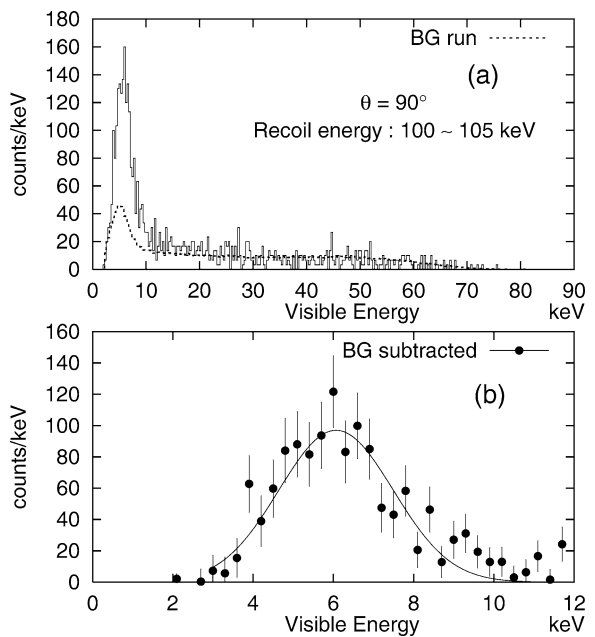 180
160
140
120
100
80
60
40
20
0
counts/keV
BG run
(a)
θ = 90°
Recoil energy : 100 ~ 105 keV
0 10 20 30 40 50 60 70 80 90
Visible Energy keV
160
140
120
100
80
60
40
20
0
counts/keV
BG subtracted
(b)
0 2 4 6 8 10 12
Visible Energy keV